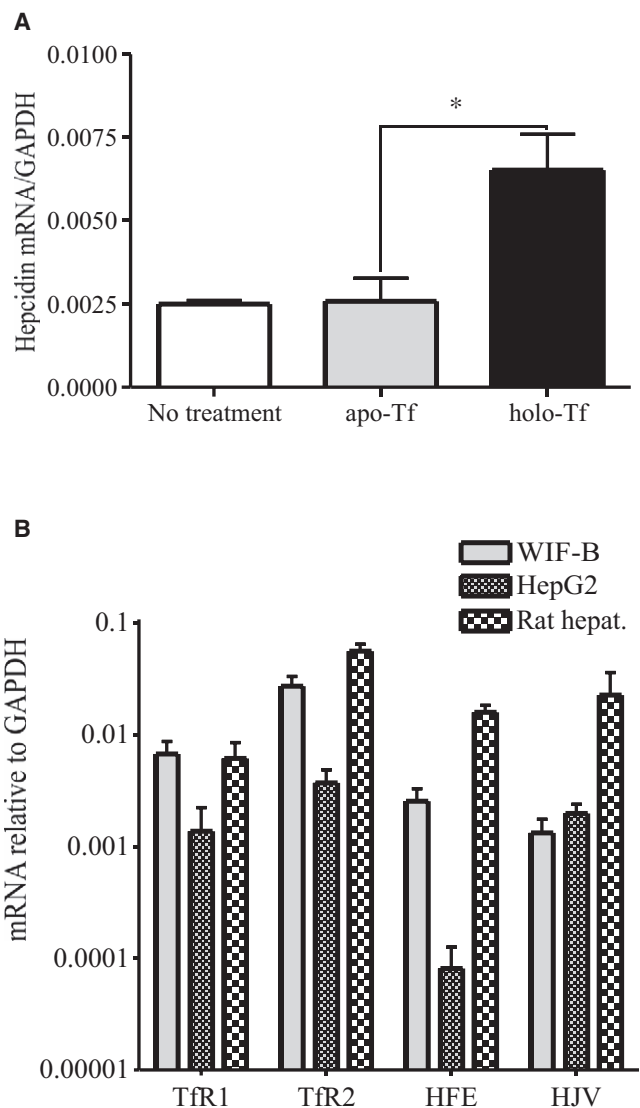 A
Hepcidin mRNA/GAPDH
0.0100
0.0075
0.0050
0.0025
0.0000
*
No treatment
apo-Tf
holo-Tf
B
WIF-B
HepG2
Rat hepat.
mRNA relative to GAPDH
0.1
0.01
0.001
0.0001
0.00001
TfR1
TfR2
HFE
HJV